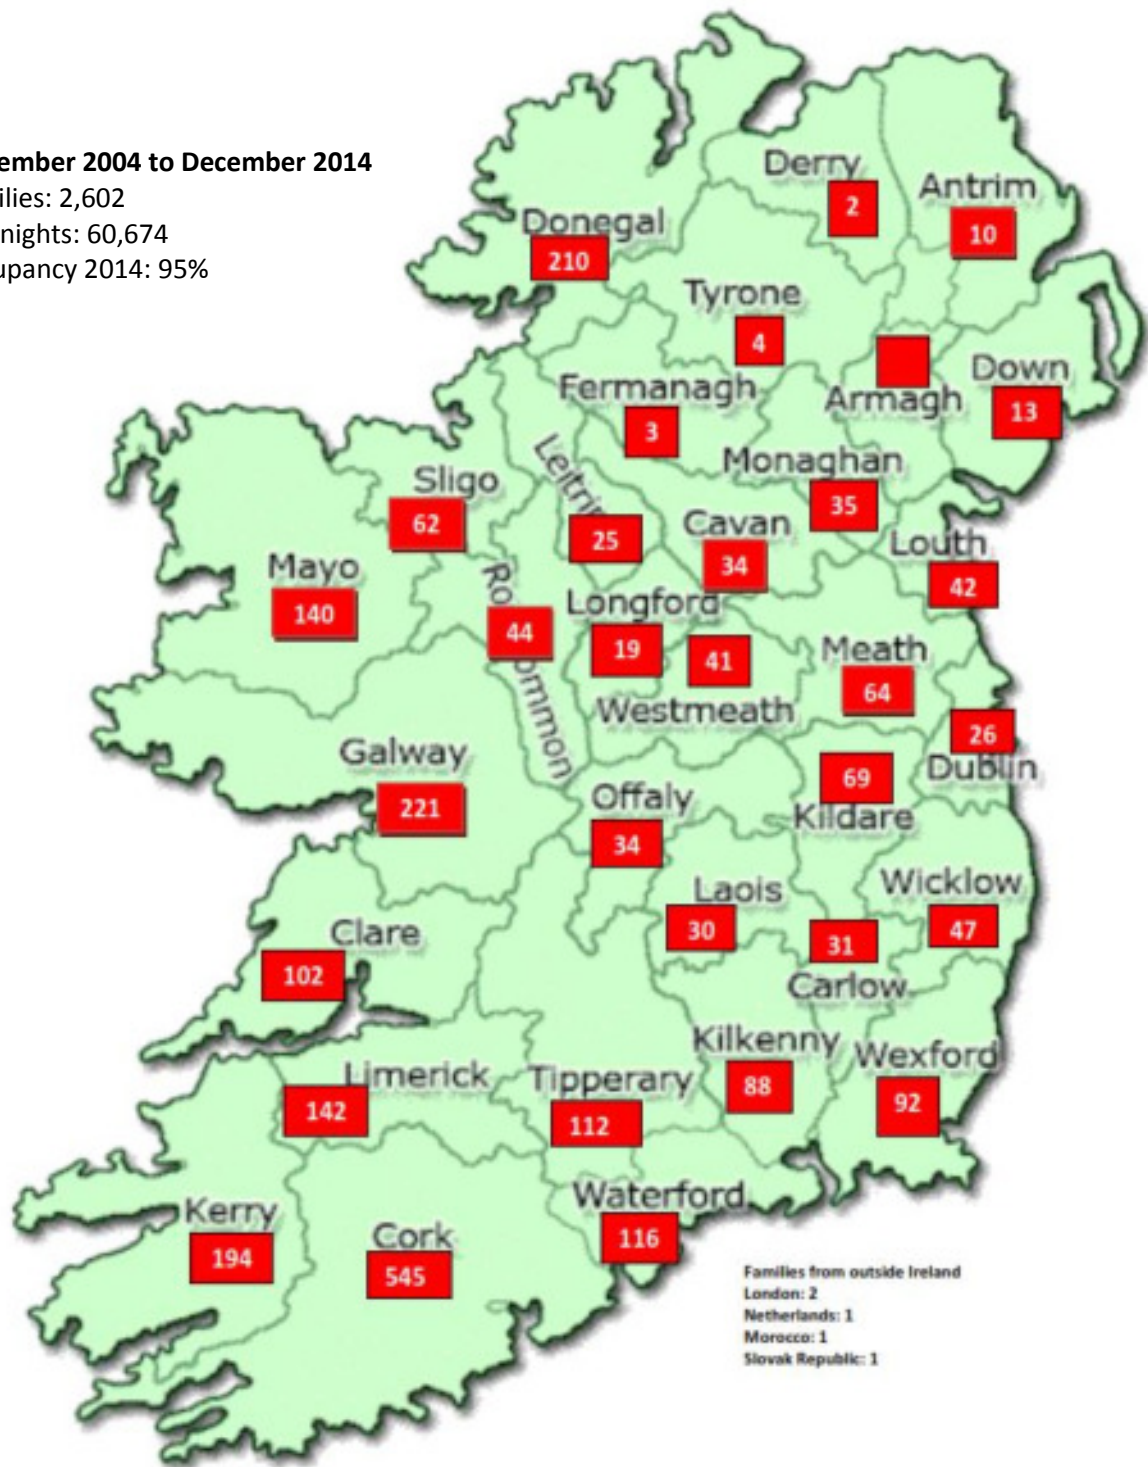 ember 2004 to December 2014
ilies: 2,602
nights: 60,674
upancy 2014: 95%
Derry
2
Antrim
10
Donegal
210
Tyrone
4
Armagh
Down
13
Fermanagh
3
Monaghan
35
Sligo
62
Leitri
25
Cavan
34
Louth
42
Mayo
140
Ro ommon
44
Longford
19
41
Westmeath
Meath
64
26
Dublin
Galway
221
69
Kildare
Offaly
34
Laois
30
Wicklow
47
31
Carlow
Clare
102
Kilkenny
88
Wexford
92
Limerick
142
Tipperary
112
Waterford
116
Kerry
194
Cork
545
Families from outside Ireland
London: 2
Netherlands: 1
Morocco: 1
Slovak Republic: 1